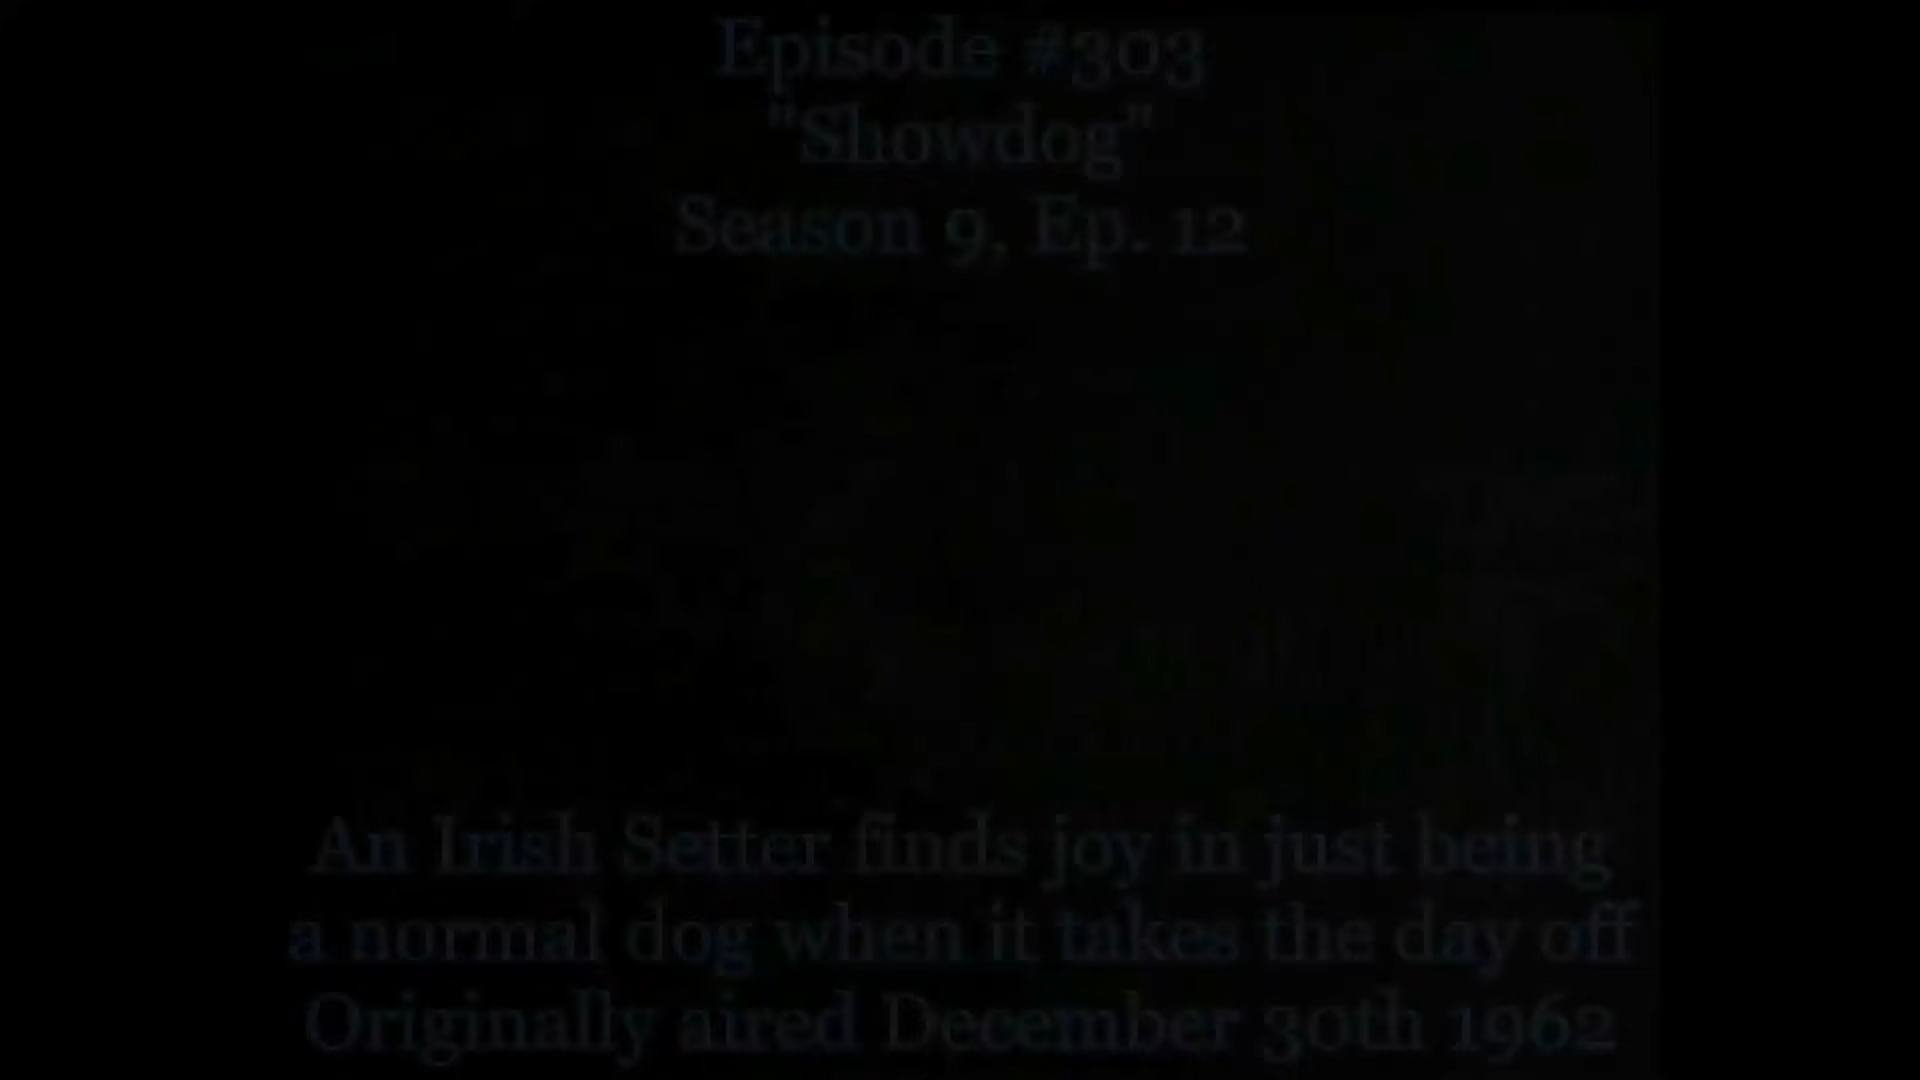 Episode #303
"Showdog"
Season 9, Ep. 12
An Irish Setter finds joy in just being
a normal dog when it takes the day off
Originally aired December 30th 1962